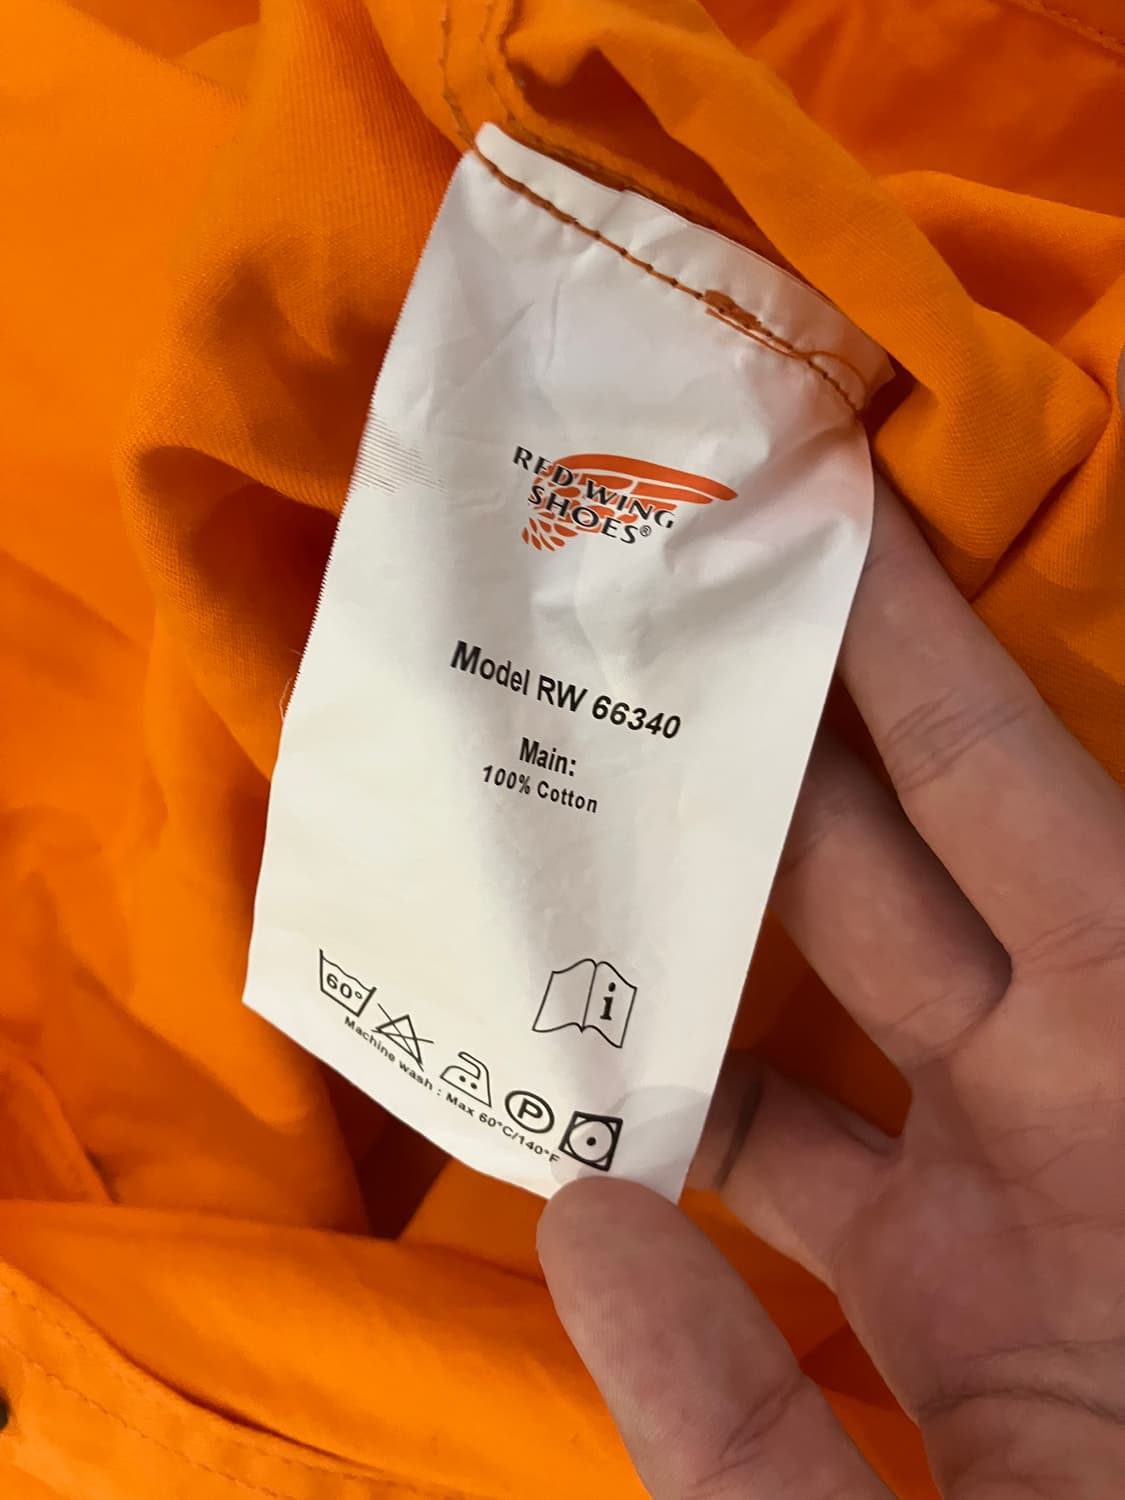 RED WING
SHOES®
Model RW 66340
Main:
100% Cotton
i
60°
P
Machine wash : Max 60°C/140°F